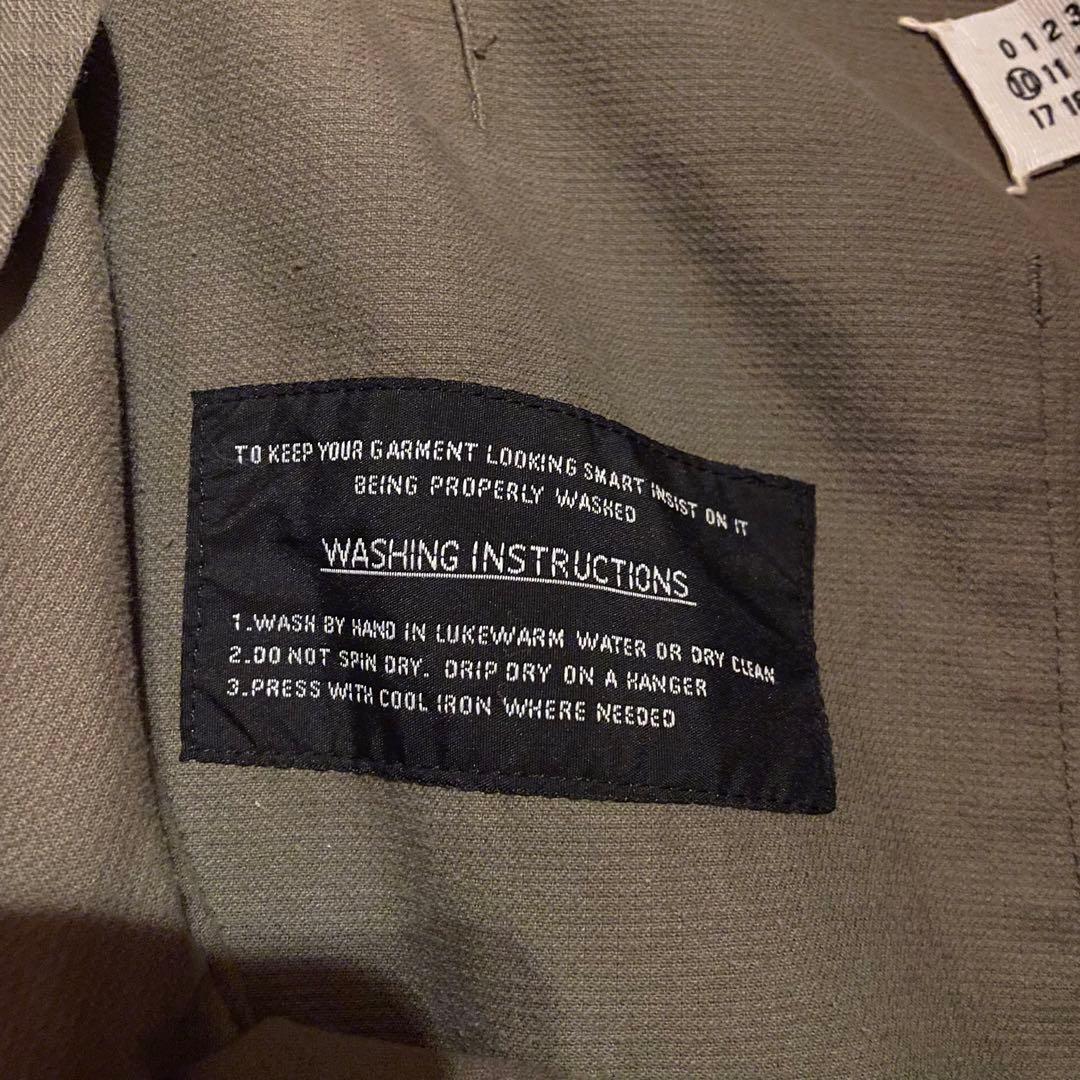 0 1 2 3
⑩ 11
17 18
TO KEEP YOUR GARMENT LOOKING SMART INSIST ON IT
BEING PROPERLY WASHED
WASHING INSTRUCTIONS
1.WASH BY HAND IN LUKEWARM WATER OR DRY CLEAN
2.DO NOT SPIN DRY. DRIP DRY ON A HANGER
3.PRESS WITH COOL IRON WHERE NEEDED